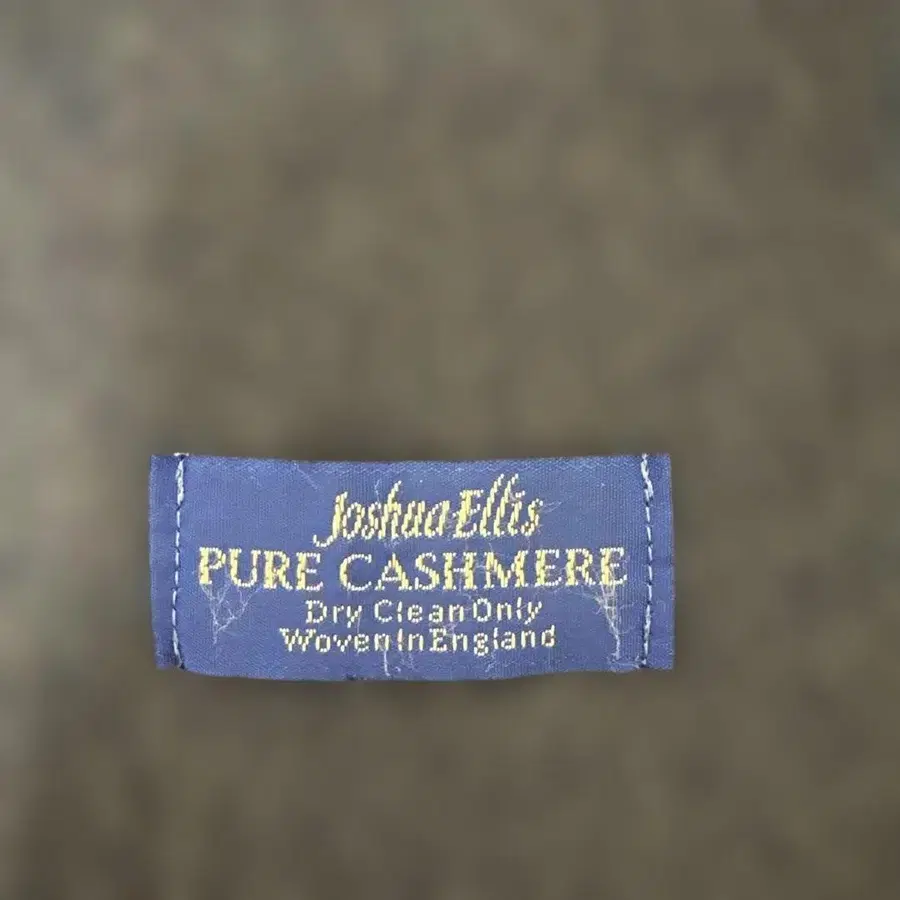 Joshua Ellis
PURE CASHMERE
Dry Clean Only
Woven In England